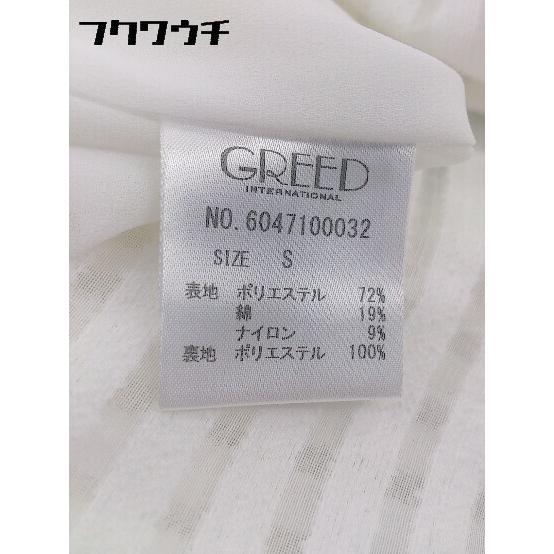 フクワウチ
GREED
INTERNATIONAL
NO.6047100032
SIZE S
表地 ポリエステル 72%
綿 19%
ナイロン 9%
裏地 ポリエステル 100%